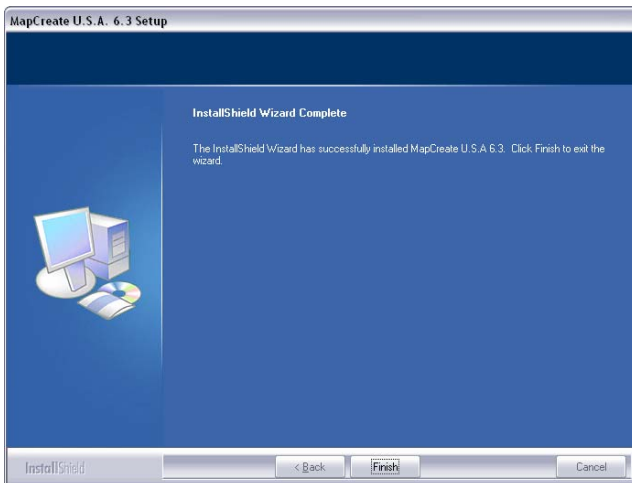 MapCreate U.S.A. 6.3 Setup
InstallShield Wizard Complete
The InstallShield Wizard has successfully installed MapCreate U.S.A 6.3. Click Finish to exit the
wizard.
InstallShield
< Back
Finish
Cancel